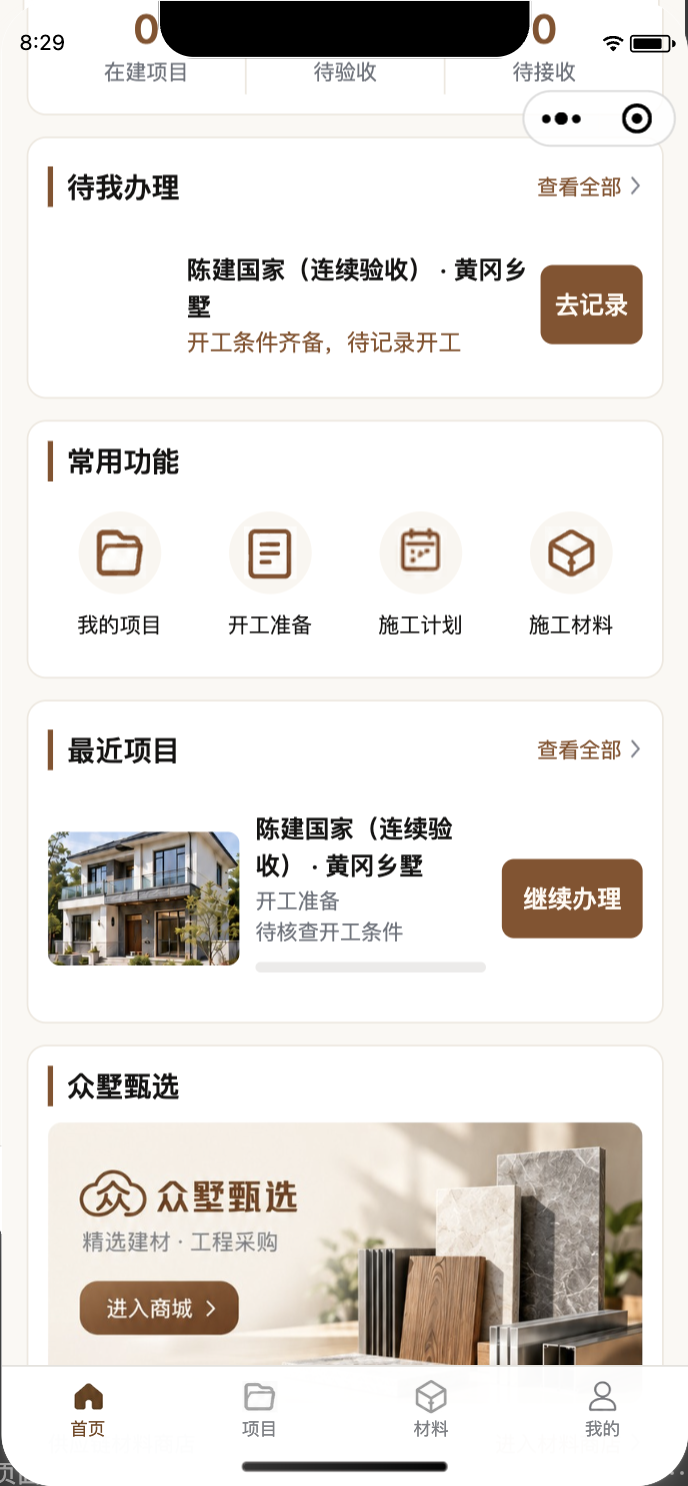 8:29
0
0
在建项目
待验收
待接收
待我办理
查看全部
陈建国家（连续验收）·黄冈乡
墅
开工条件齐备，待记录开工
去记录
常用功能
我的项目
开工准备
施工计划
施工材料
最近项目
查看全部
陈建国家（连续验
收）·黄冈乡墅
开工准备
待核查开工条件
继续办理
众墅甄选
众 众墅甄选
精选建材·工程采购
进入商城
首页
项目
材料
我的